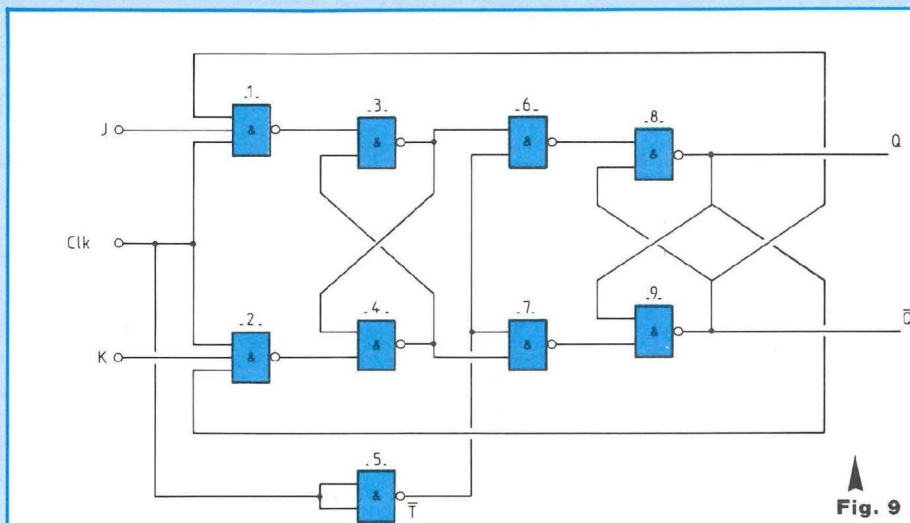 -1-
-3-
-6-
-8-
J
&
&
&
&
Q
Clk
-2-
-4-
-7-
-9-
K
&
&
&
&
Q̅
-5-
&
T̅
Fig. 9